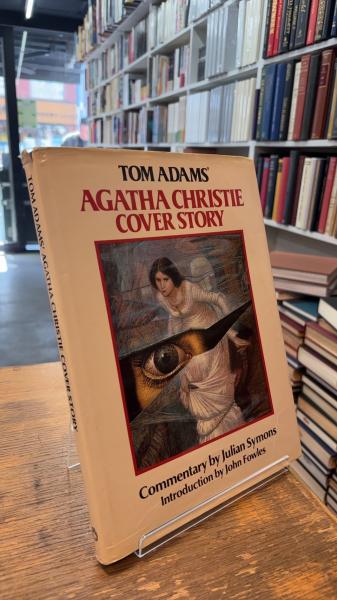 TOM ADAMS'
AGATHA CHRISTIE
COVER STORY
Commentary by Julian Symons
Introduction by John Fowles
TOM ADAMS' AGATHA CHRISTIE COVER STORY